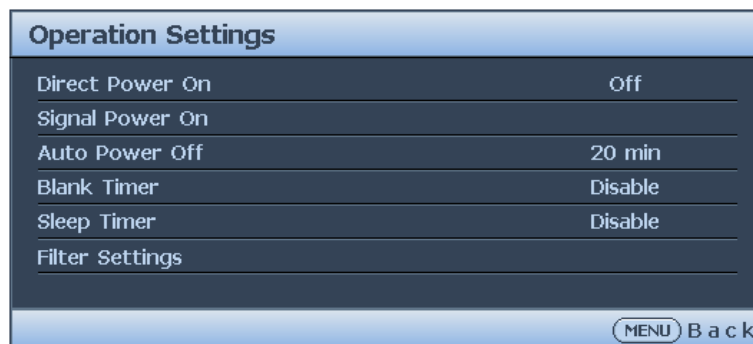 Operation Settings
Direct Power On Off
Signal Power On
Auto Power Off 20 min
Blank Timer Disable
Sleep Timer Disable
Filter Settings
MENU Back